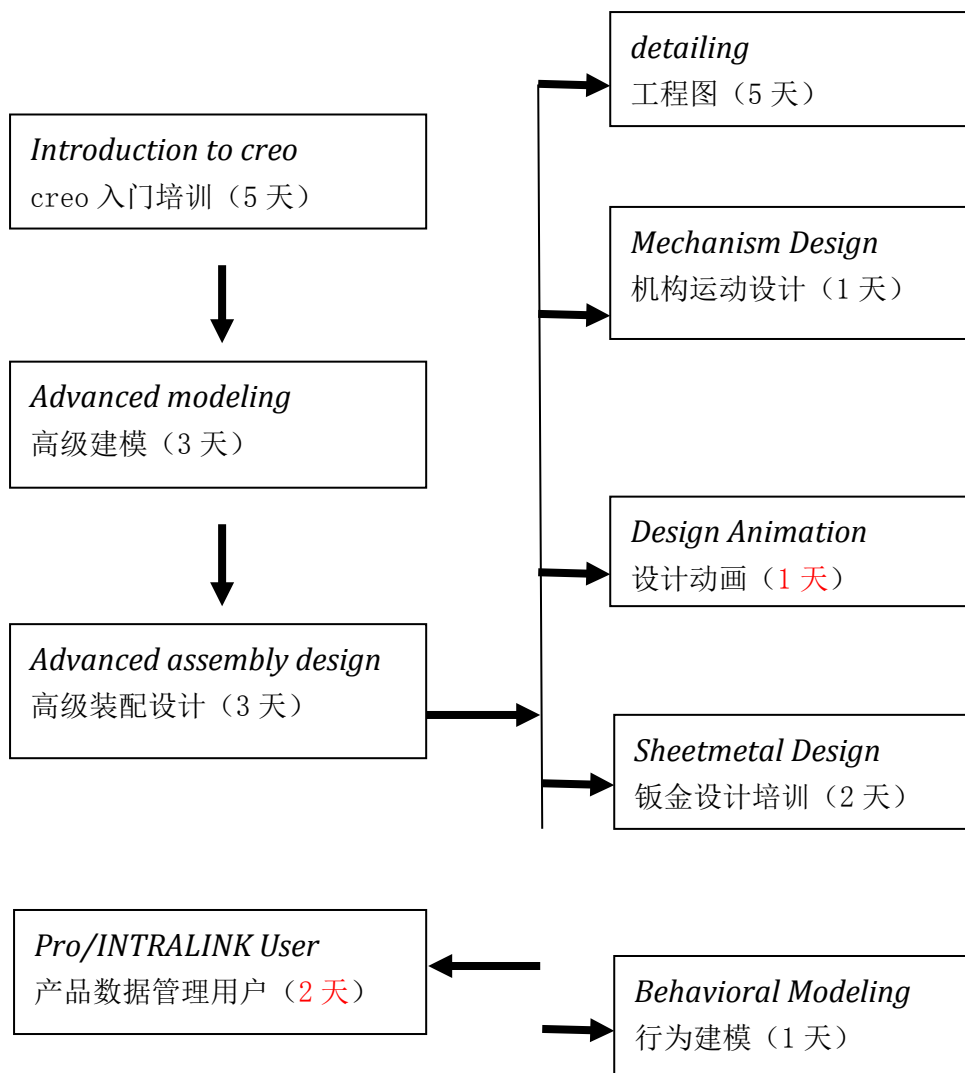 Introduction to creo
creo 入门培训（5 天）
Advanced modeling
高级建模（3 天）
Advanced assembly design
高级装配设计（3 天）
Pro/INTRALINK User
产品数据管理用户（2 天）
detailing
工程图（5 天）
Mechanism Design
机构运动设计（1 天）
Design Animation
设计动画（1 天）
Sheetmetal Design
钣金设计培训（2 天）
Behavioral Modeling
行为建模（1 天）